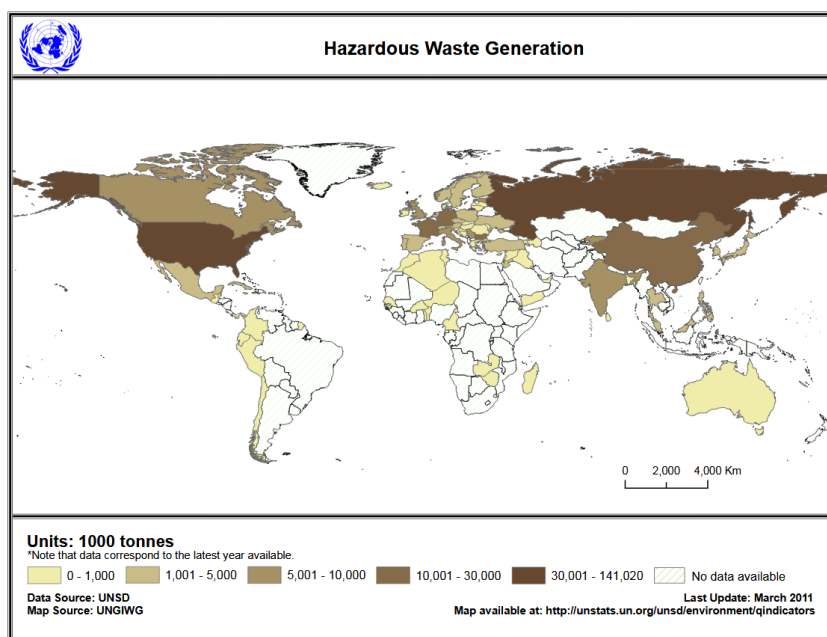 Hazardous Waste Generation
0 2,000 4,000 Km
Units: 1000 tonnes
*Note that data correspond to the latest year available.
0 - 1,000 1,001 - 5,000 5,001 - 10,000 10,001 - 30,000 30,001 - 141,020 No data available
Data Source: UNSD Last Update: March 2011
Map Source: UNGIWG Map available at: http://unstats.un.org/unsd/environment/qindicators